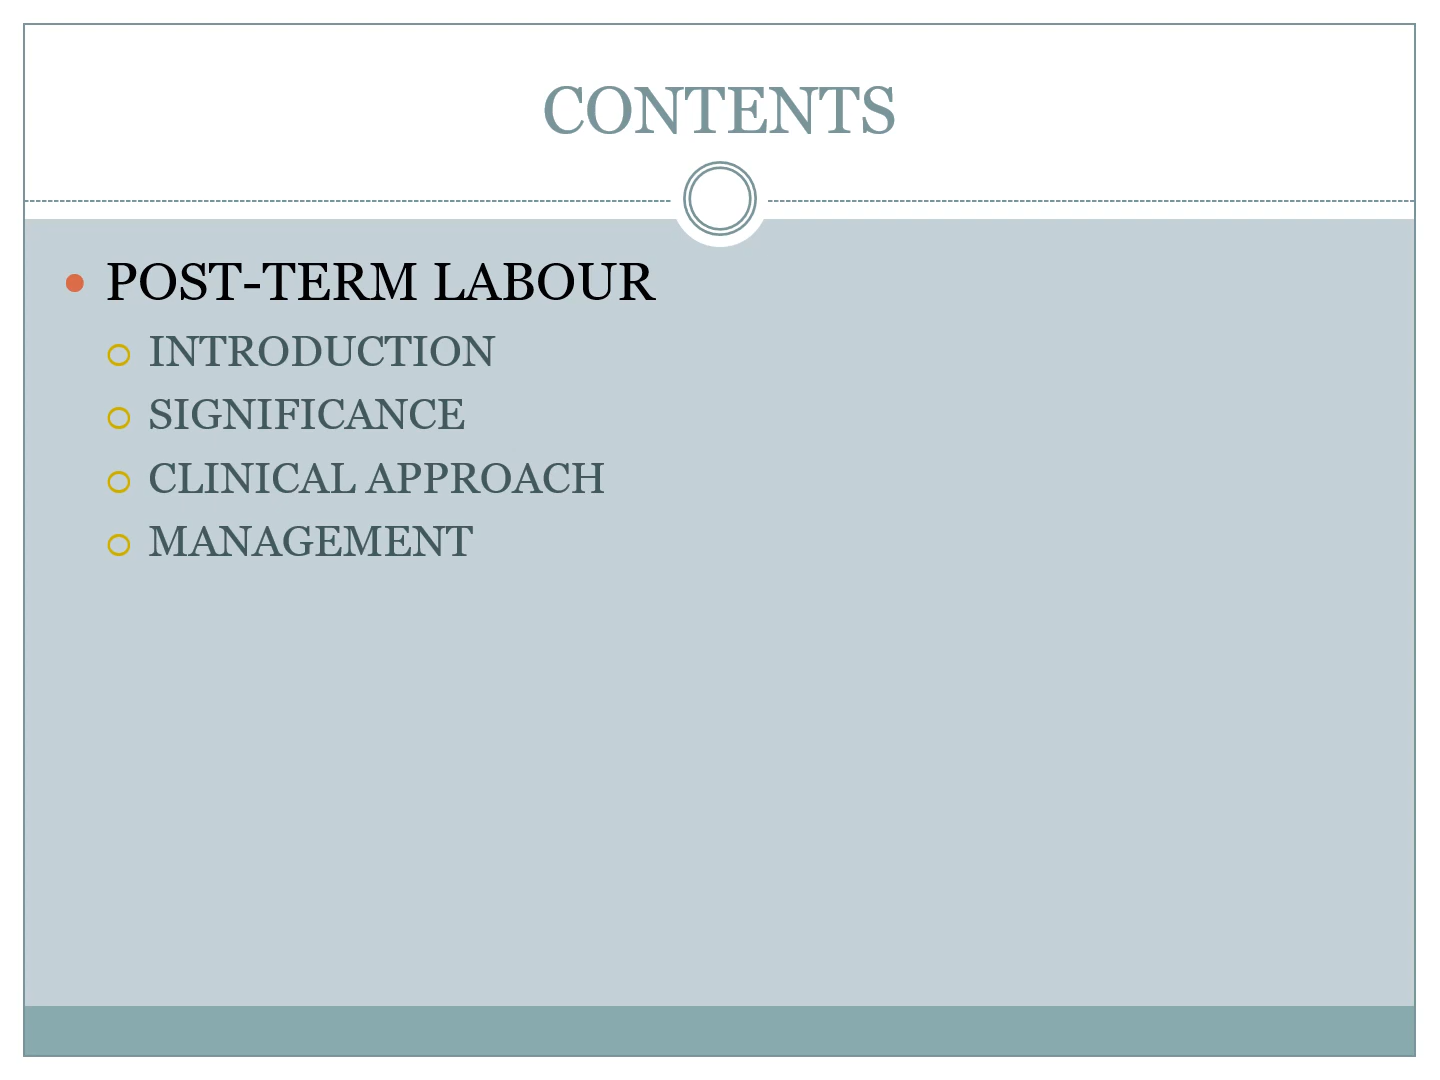 CONTENTS
POST-TERM LABOUR
INTRODUCTION
SIGNIFICANCE
CLINICAL APPROACH
MANAGEMENT